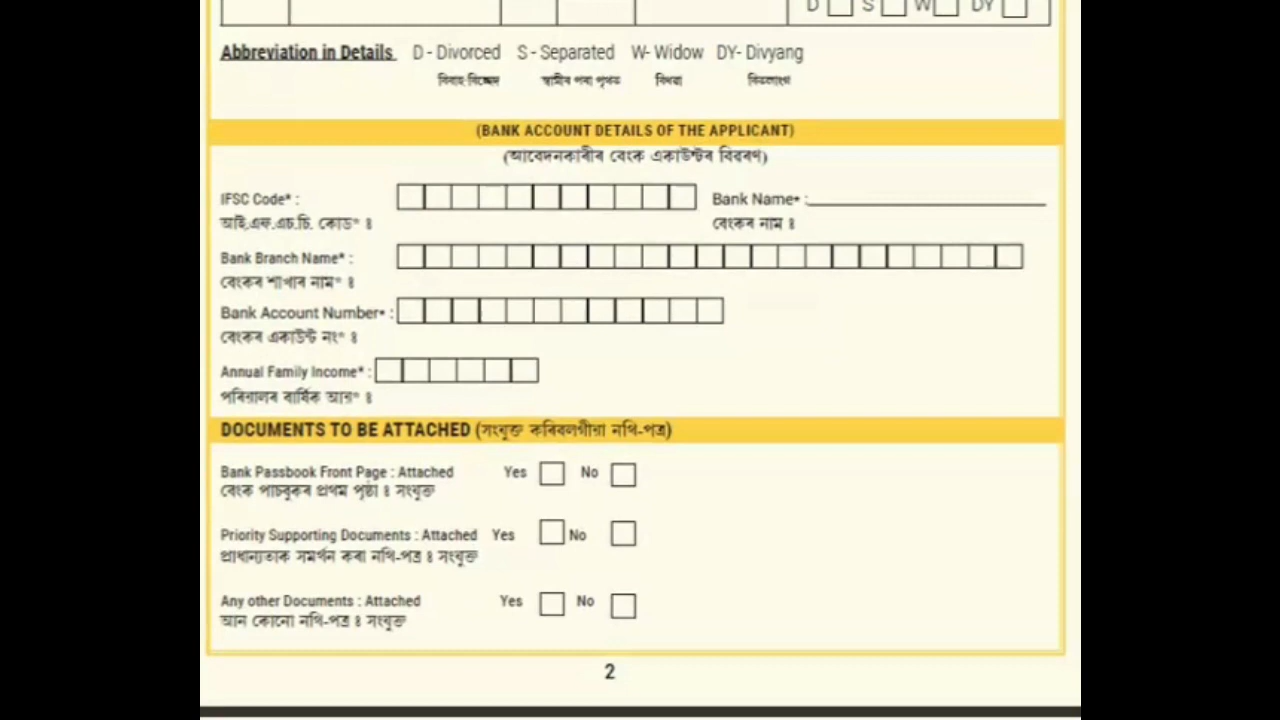 D S W DY
Abbreviation in Details D - Divorced S - Separated W- Widow DY- Divyang
বিবাহ-বিচ্ছেদ স্বামীৰ পৰা পৃথক বিধৱা বিকলাংগ
(BANK ACCOUNT DETAILS OF THE APPLICANT)
(আবেদনকাৰীৰ বেংক একাউন্টৰ বিৱৰণ)
IFSC Code* : Bank Name* :
আই.এফ.এচ.চি. কোড* ঃ বেংকৰ নাম ঃ
Bank Branch Name* :
বেংকৰ শাখাৰ নাম* ঃ
Bank Account Number* :
বেংকৰ একাউন্ট নং* ঃ
Annual Family Income* :
পৰিয়ালৰ বাৰ্ষিক আয়* ঃ
DOCUMENTS TO BE ATTACHED (সংযুক্ত কৰিবলগীয়া নথি-পত্ৰ)
Bank Passbook Front Page : Attached Yes No
বেংক পাচবুকৰ প্ৰথম পৃষ্ঠা ঃ সংযুক্ত
Priority Supporting Documents : Attached Yes No
প্ৰাধান্যতাক সমৰ্থন কৰা নথি-পত্ৰ ঃ সংযুক্ত
Any other Documents : Attached Yes No
আন কোনো নথি-পত্ৰ ঃ সংযুক্ত
2